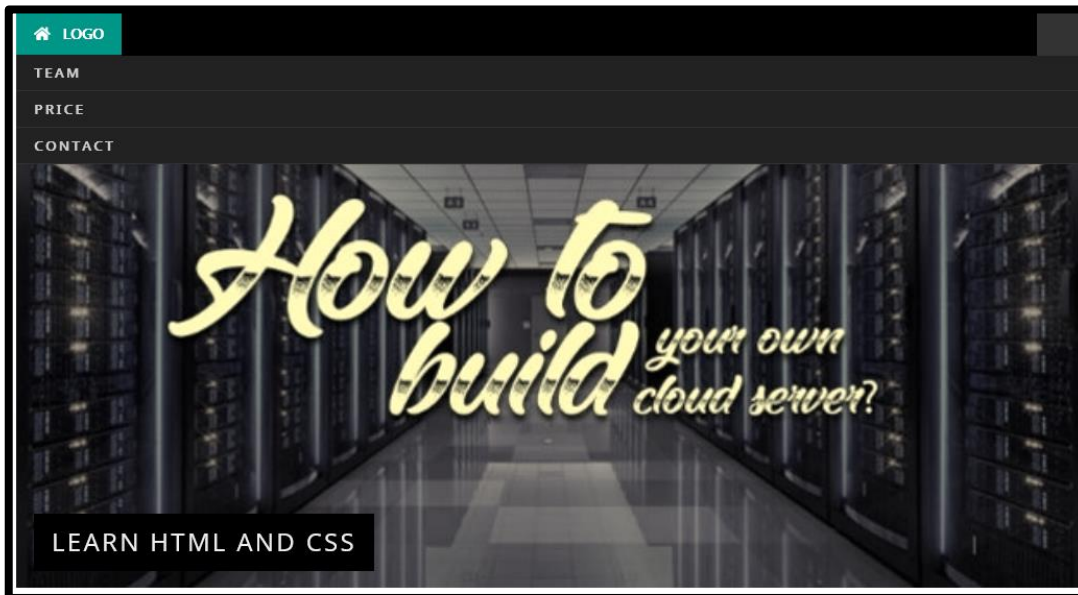 LOGO
TEAM
PRICE
CONTACT
How to
build your own
cloud server?
LEARN HTML AND CSS